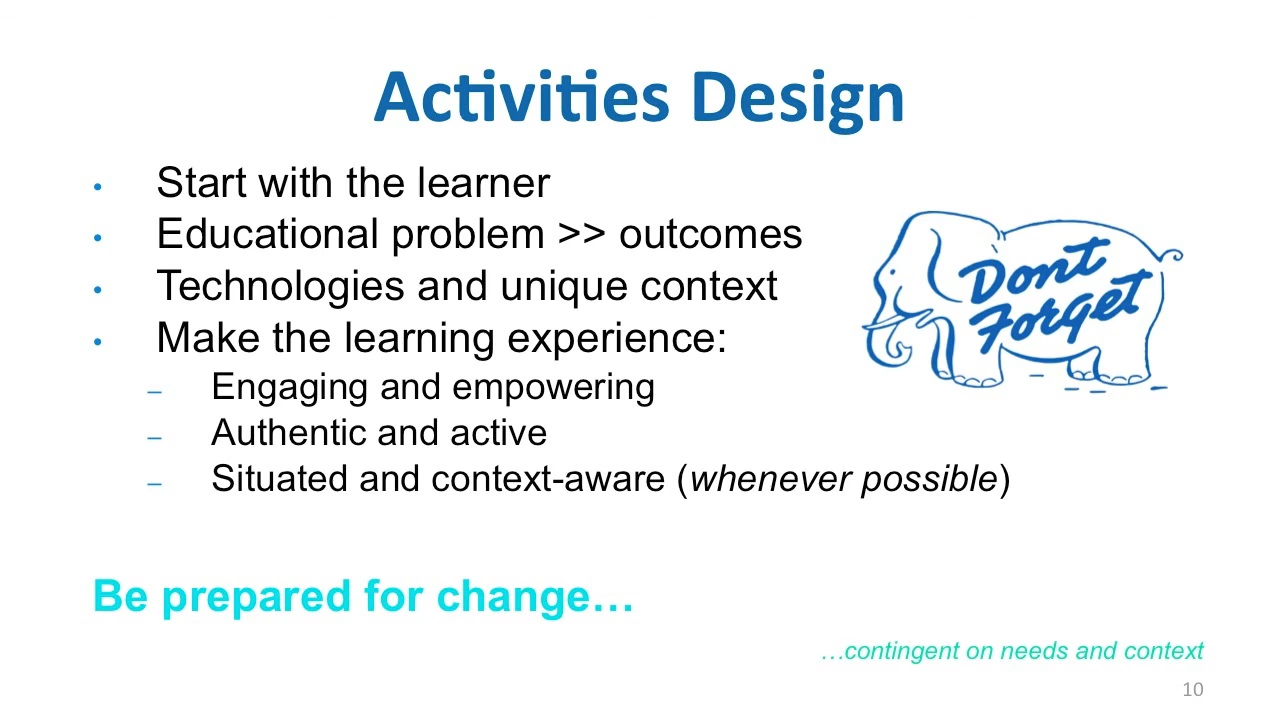 Activities Design
• Start with the learner
• Educational problem >> outcomes
• Technologies and unique context
• Make the learning experience:
– Engaging and empowering
– Authentic and active
– Situated and context-aware (whenever possible)
Dont
Forget
Be prepared for change…
…contingent on needs and context
10